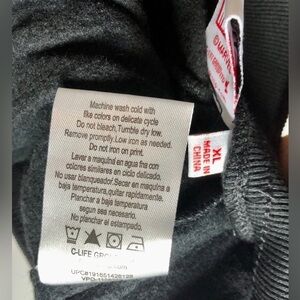 Machine wash cold with
like colors on delicate cycle
Do not bleach,Tumble dry low.
Remove promptly.Low iron as needed.
Do not iron on print.
Lavar a maquina en agua fria con
colores similares en ciclo delicado.
No usar blanqueador.Secar en maquina a
baja temperatura,quitar rapidamente.
Planchar a baja temperatura
segun sea necesario.
No planchar el estampado
C-LIFE GRO
XL
MADE IN
CHINA